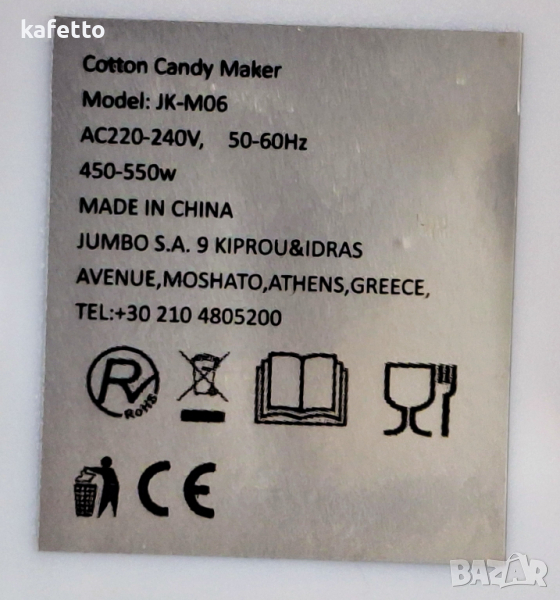 kafetto
Cotton Candy Maker
Model: JK-M06
AC220-240V, 50-60Hz
450-550w
MADE IN CHINA
JUMBO S.A. 9 KIPROU&IDRAS
AVENUE,MOSHATO,ATHENS,GREECE,
TEL:+30 210 4805200
RV RoHS
CE
BAZAR